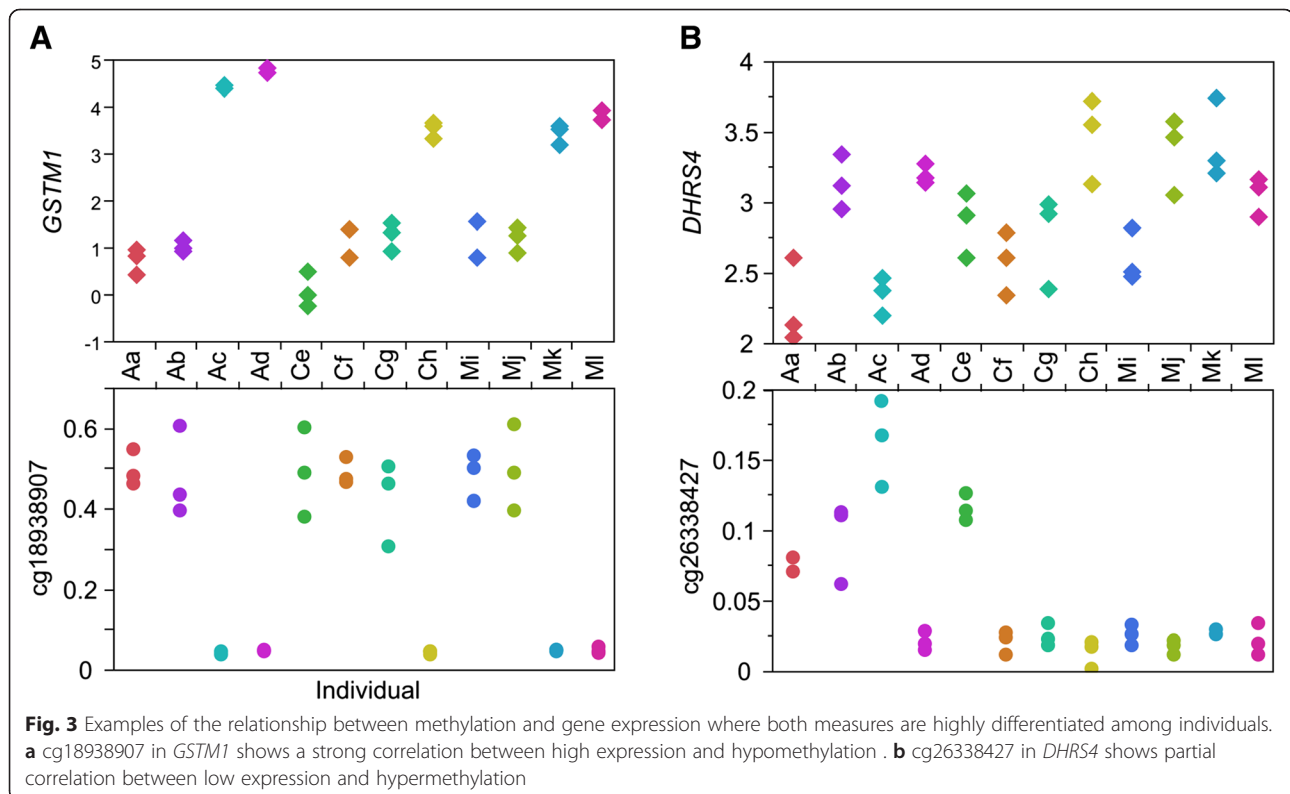 A
B
GSTM1
5
4
3
2
1
0
-1
Aa Ab Ac Ad Ce Cf Cg Ch Mi Mj Mk Ml
cg18938907
0.6
0.4
0.2
0
Individual
DHRS4
4
3.5
3
2.5
2
Aa Ab Ac Ad Ce Cf Cg Ch Mi Mj Mk Ml
cg26338427
0.2
0.15
0.1
0.05
0
Fig. 3 Examples of the relationship between methylation and gene expression where both measures are highly differentiated among individuals.
a cg18938907 in GSTM1 shows a strong correlation between high expression and hypomethylation . b cg26338427 in DHRS4 shows partial
correlation between low expression and hypermethylation